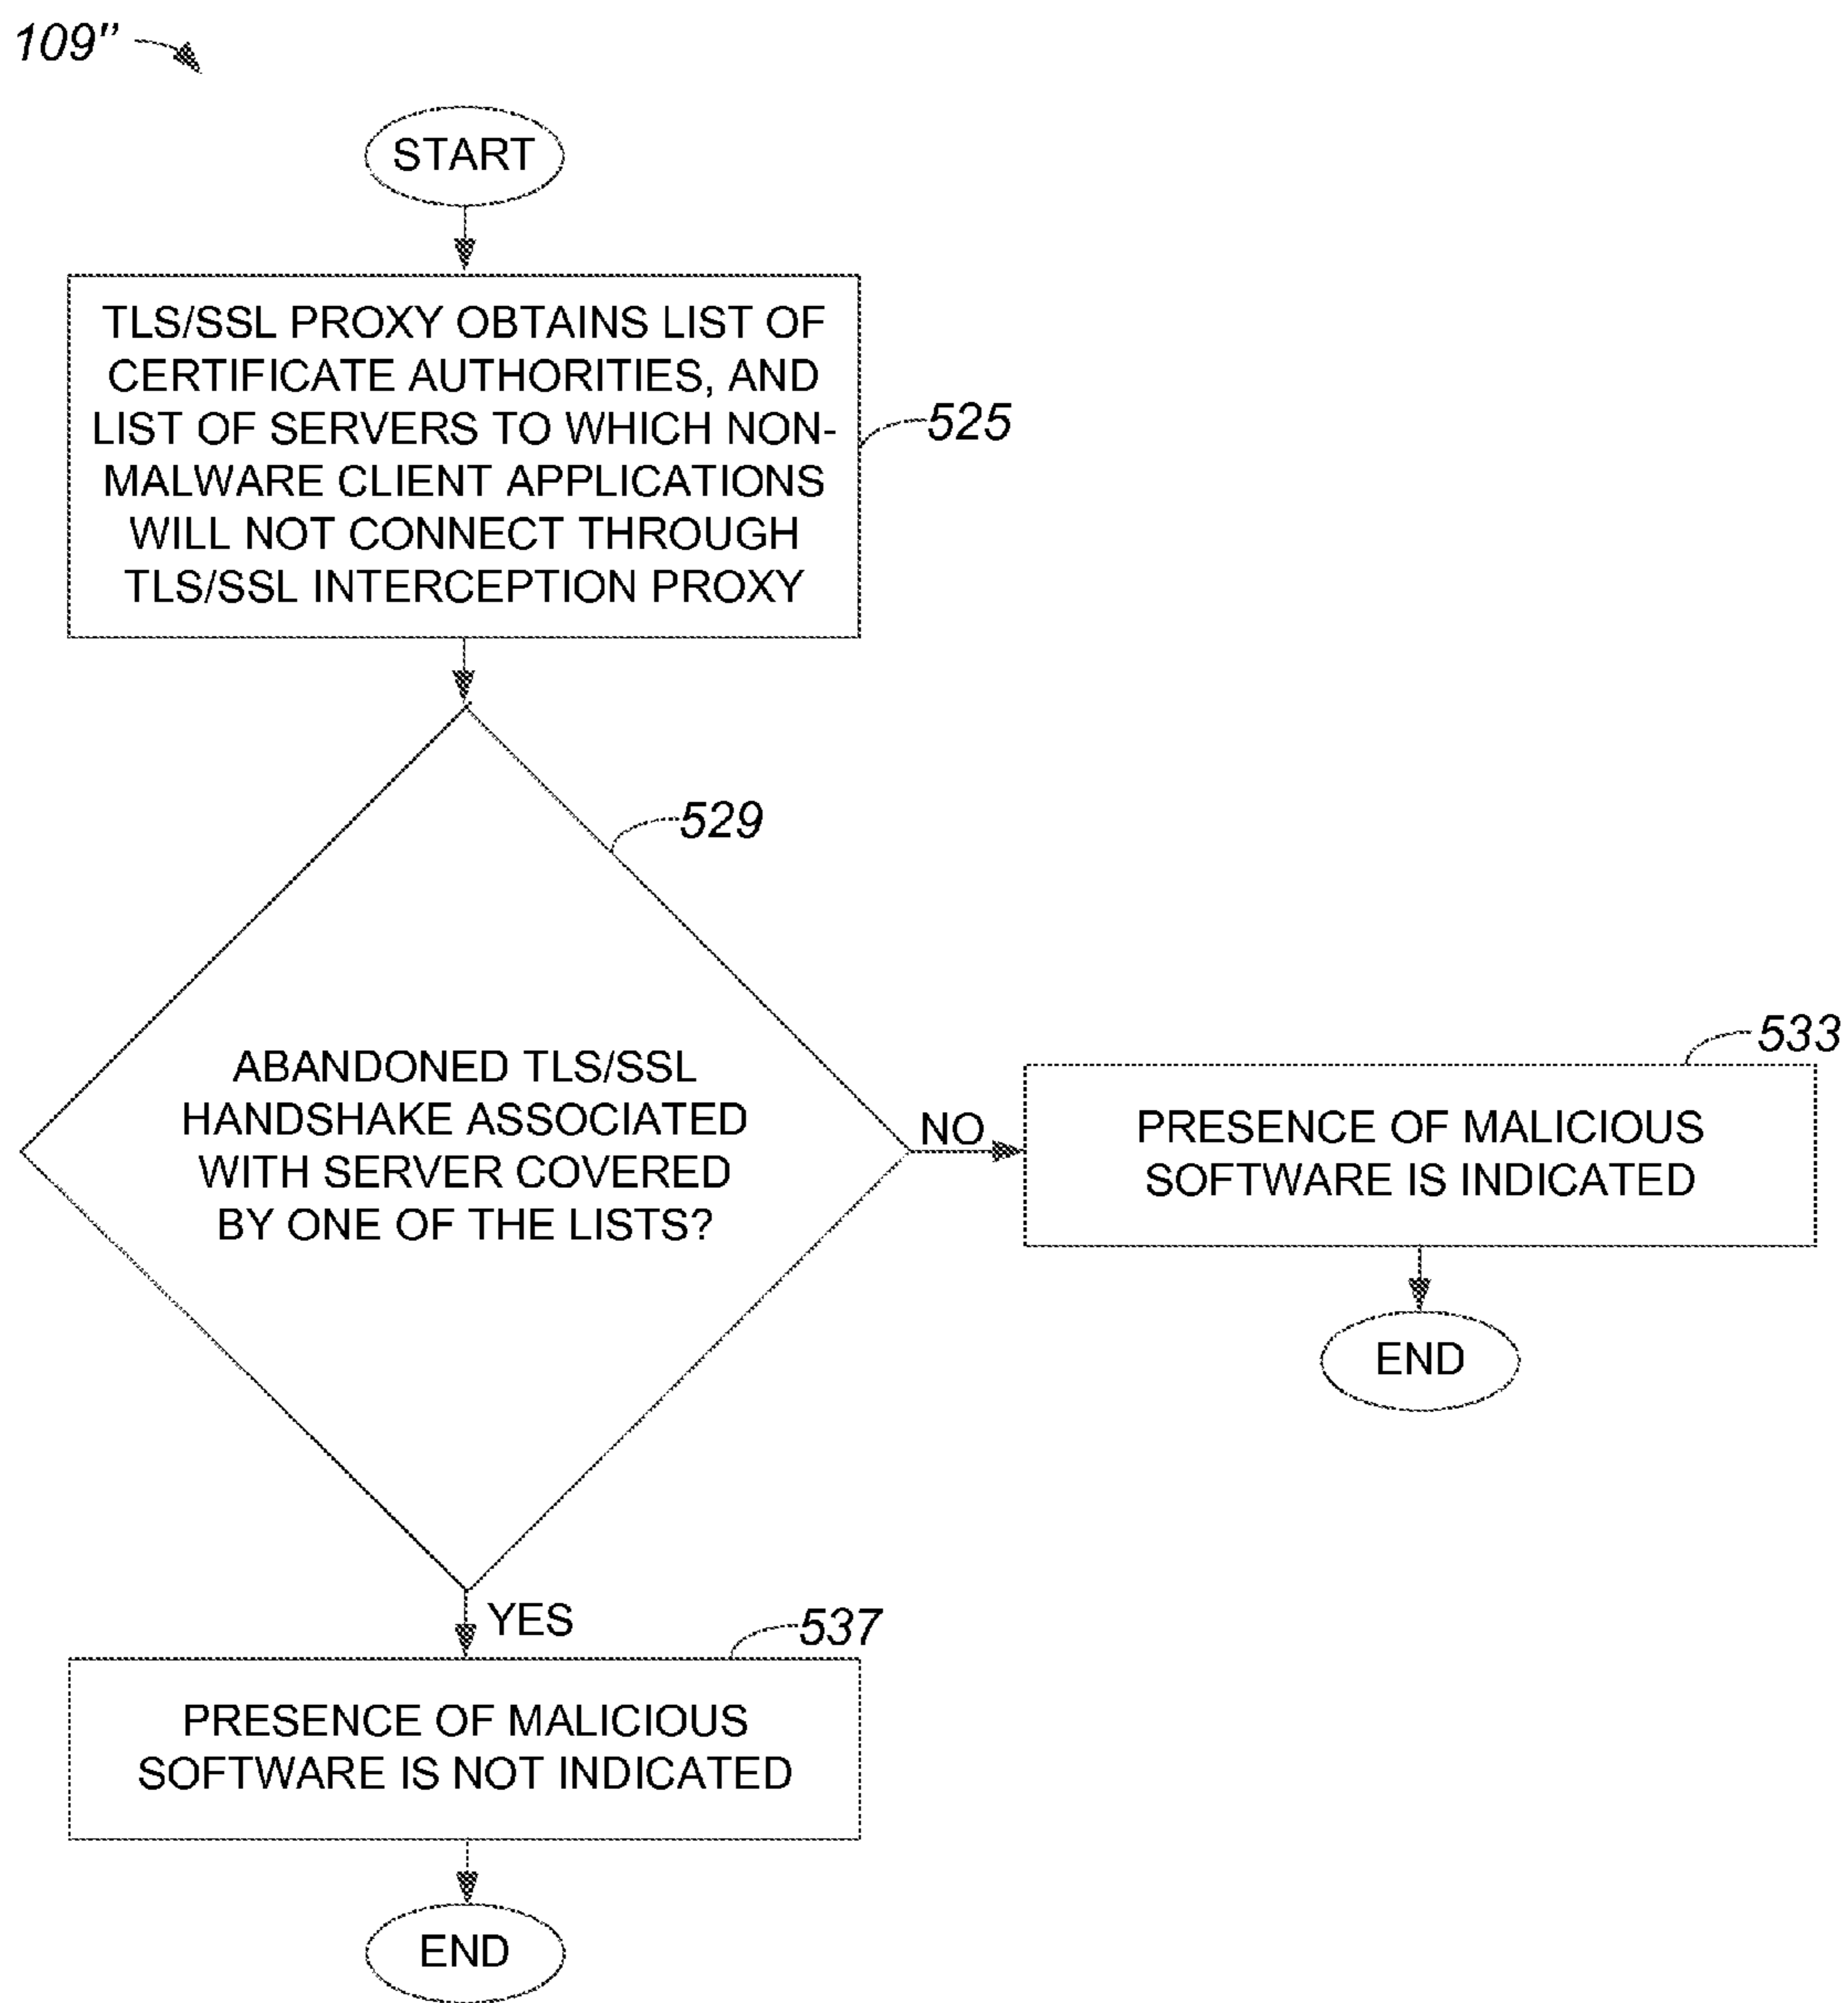 109"
START
TLS/SSL PROXY OBTAINS LIST OF
CERTIFICATE AUTHORITIES, AND
LIST OF SERVERS TO WHICH NON-
MALWARE CLIENT APPLICATIONS
WILL NOT CONNECT THROUGH
TLS/SSL INTERCEPTION PROXY
525
529
ABANDONED TLS/SSL
HANDSHAKE ASSOCIATED
WITH SERVER COVERED
BY ONE OF THE LISTS?
NO
533
PRESENCE OF MALICIOUS
SOFTWARE IS INDICATED
END
YES
537
PRESENCE OF MALICIOUS
SOFTWARE IS NOT INDICATED
END